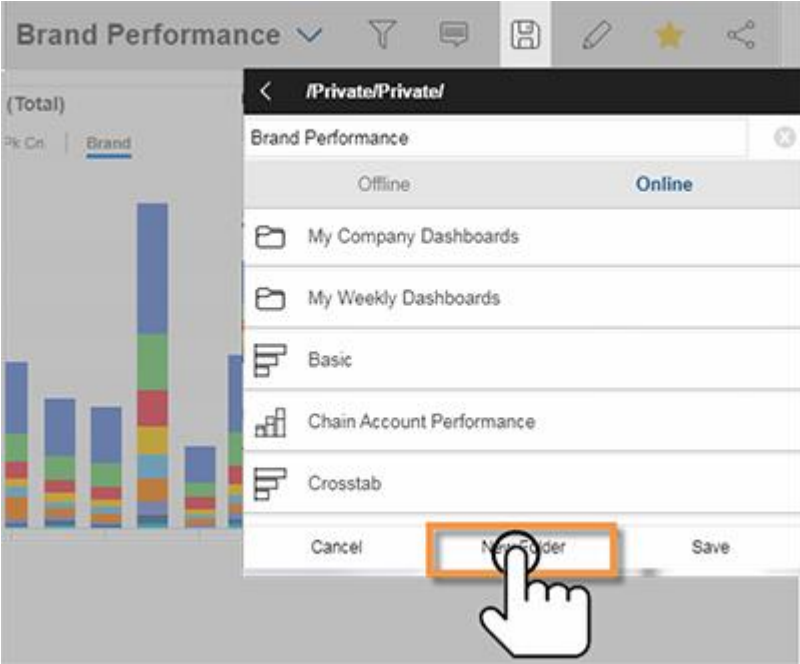 Brand Performance
(Total)
Pk Cn Brand
/Private/Private/
Brand Performance
Offline Online
My Company Dashboards
My Weekly Dashboards
Basic
Chain Account Performance
Crosstab
Cancel New Folder Save